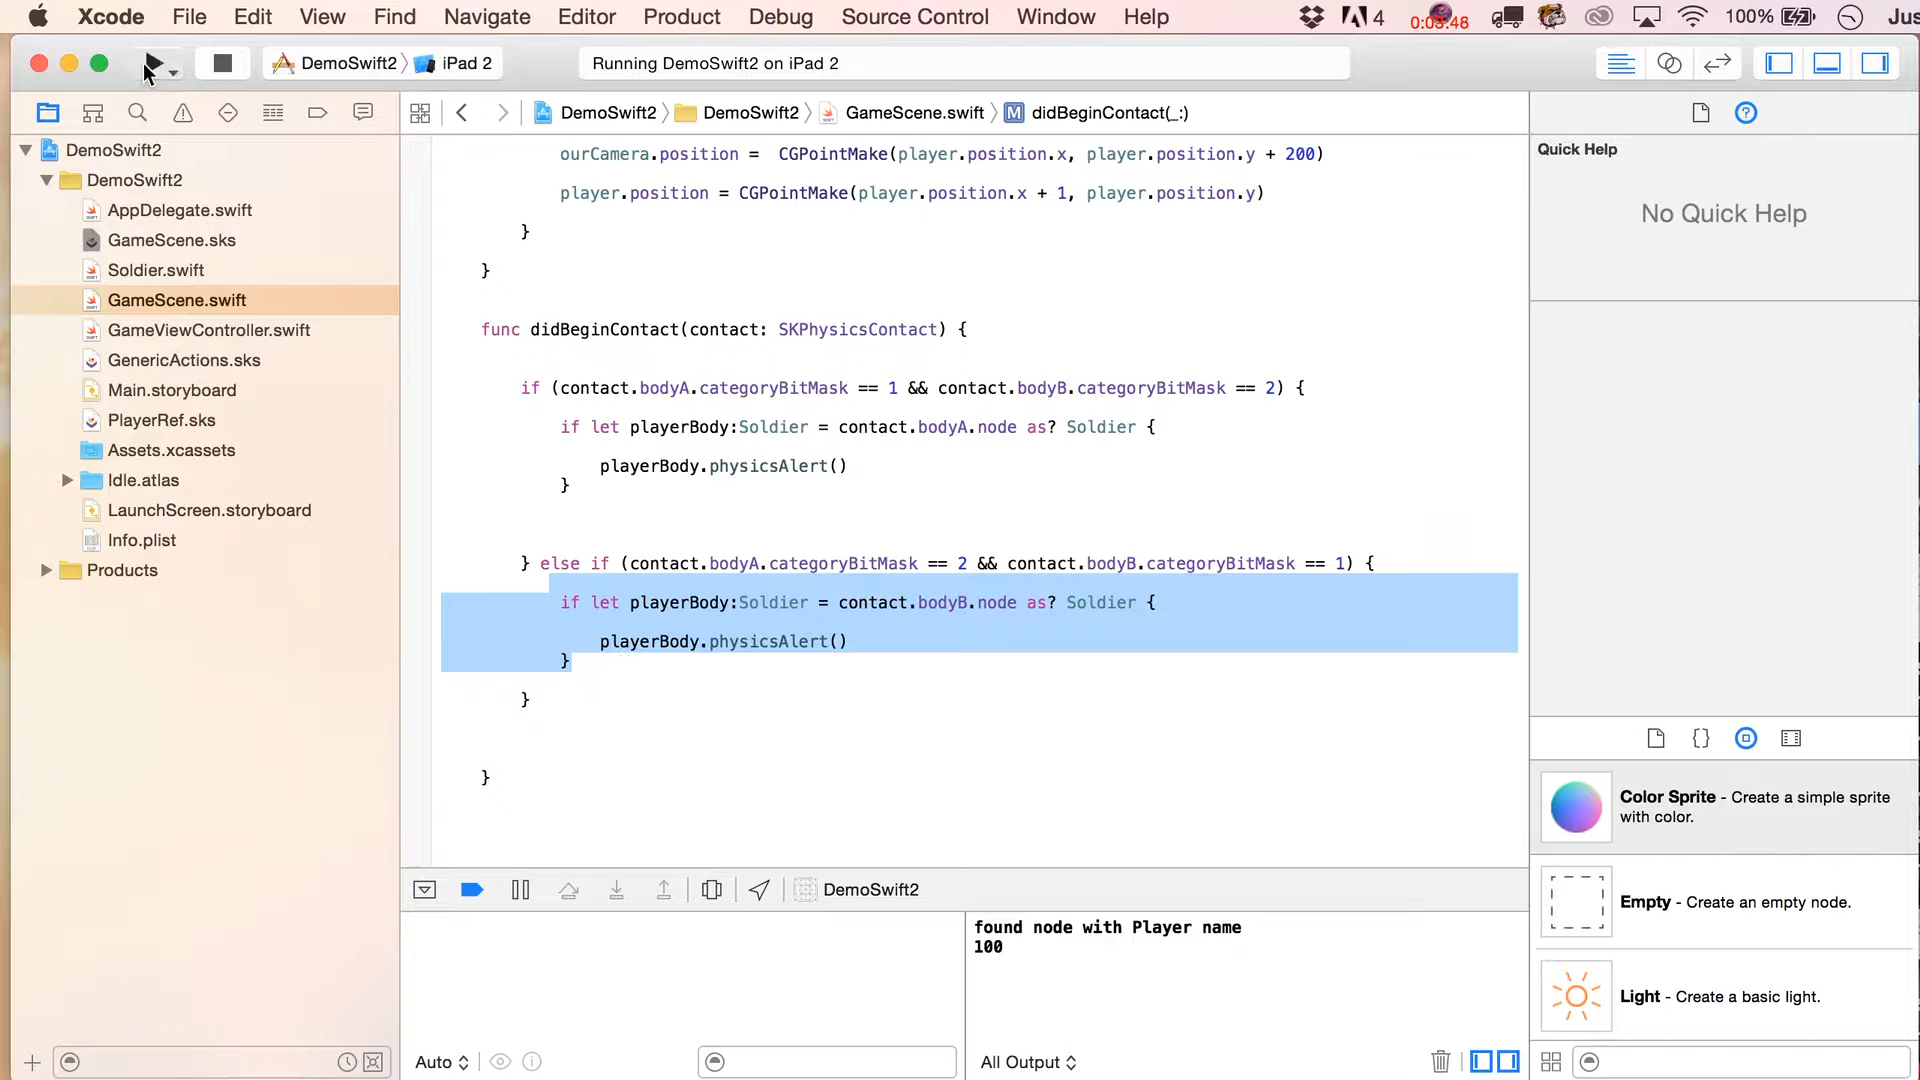 Xcode File Edit View Find Navigate Editor Product Debug Source Control Window Help 4 0:03:46 100% Jus
DemoSwift2 iPad 2 Running DemoSwift2 on iPad 2
DemoSwift2 DemoSwift2 GameScene.swift M didBeginContact(_:)
DemoSwift2
DemoSwift2
AppDelegate.swift
GameScene.sks
Soldier.swift
GameScene.swift
GameViewController.swift
GenericActions.sks
Main.storyboard
PlayerRef.sks
Assets.xcassets
Idle.atlas
LaunchScreen.storyboard
Info.plist
Products
ourCamera.position = CGPointMake(player.position.x, player.position.y + 200)
player.position = CGPointMake(player.position.x + 1, player.position.y)
}
}
func didBeginContact(contact: SKPhysicsContact) {
if (contact.bodyA.categoryBitMask == 1 && contact.bodyB.categoryBitMask == 2) {
if let playerBody:Soldier = contact.bodyA.node as? Soldier {
playerBody.physicsAlert()
}
} else if (contact.bodyA.categoryBitMask == 2 && contact.bodyB.categoryBitMask == 1) {
if let playerBody:Soldier = contact.bodyB.node as? Soldier {
playerBody.physicsAlert()
}
}
}
DemoSwift2
found node with Player name
100
Auto
All Output
Quick Help
No Quick Help
Color Sprite - Create a simple sprite
with color.
Empty - Create an empty node.
Light - Create a basic light.